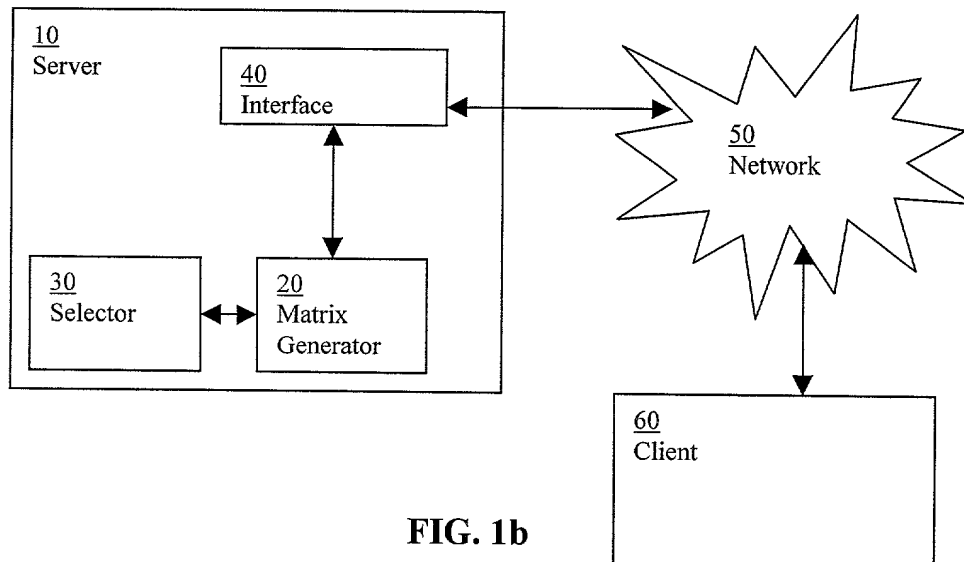 10
Server
40
Interface
50
Network
30
Selector
20
Matrix
Generator
60
Client
FIG. 1b